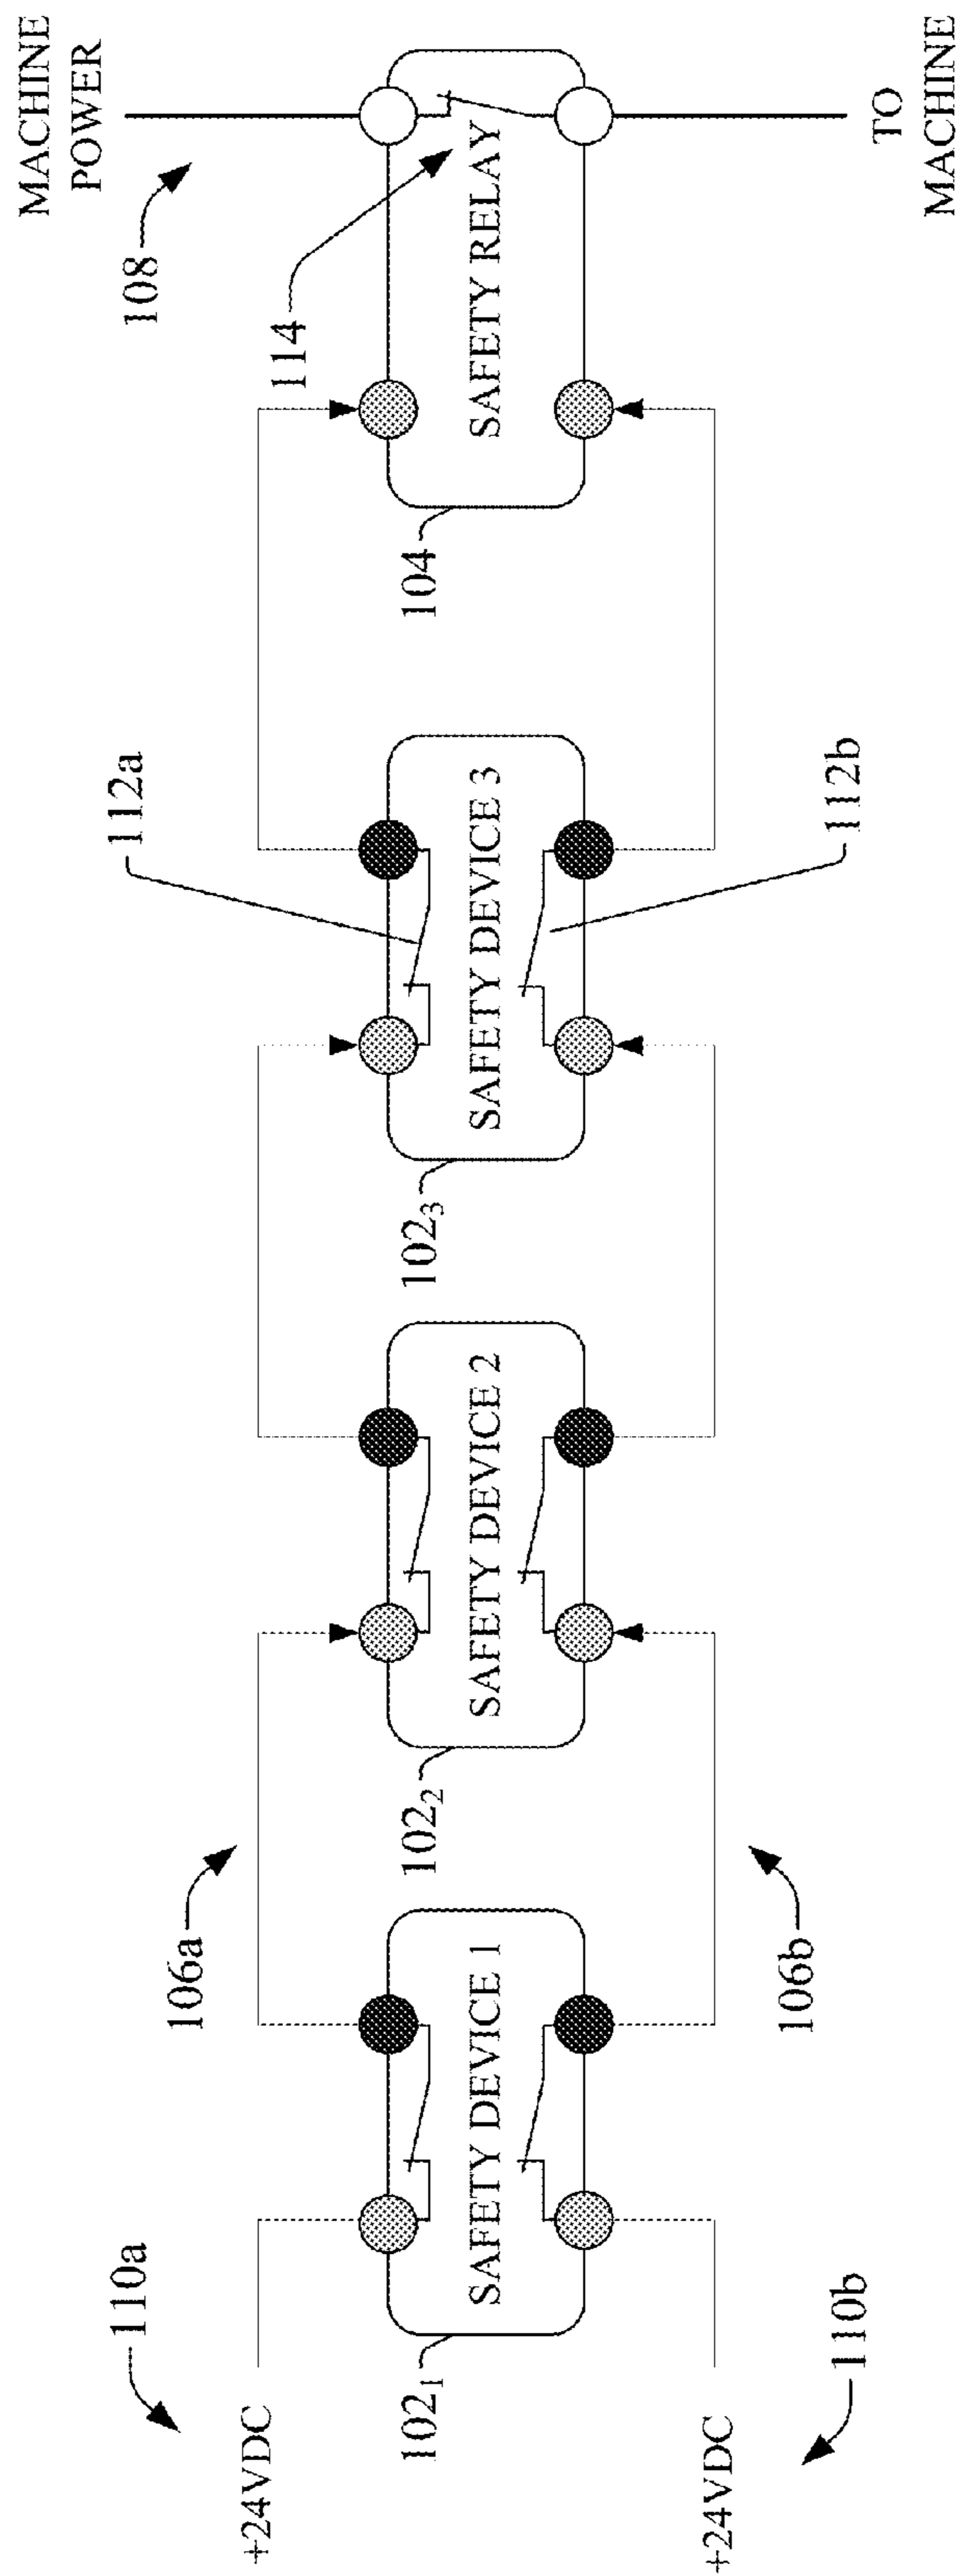 110a
106a
112a
108
MACHINE
POWER
+24VDC
114
102₁
102₂
102₃
104
SAFETY DEVICE 1
SAFETY DEVICE 2
SAFETY DEVICE 3
SAFETY RELAY
+24VDC
110b
106b
112b
TO
MACHINE